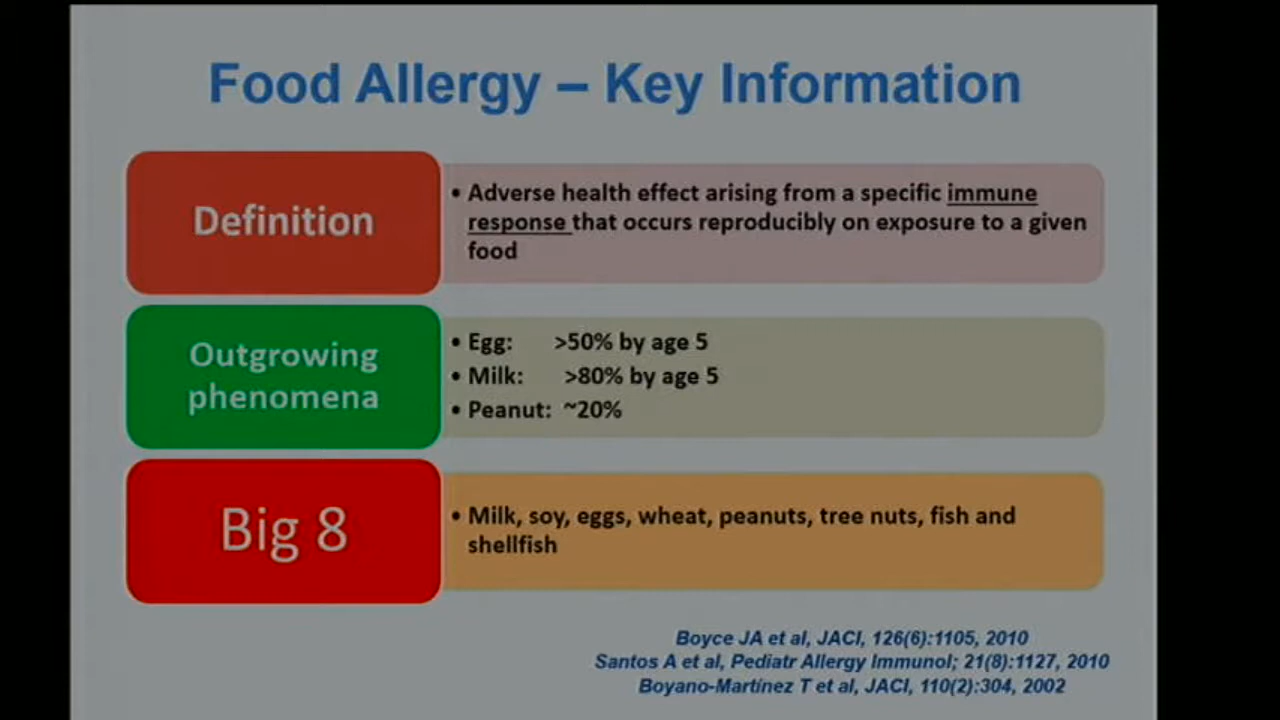 Food Allergy – Key Information
Definition
• Adverse health effect arising from a specific immune
response that occurs reproducibly on exposure to a given
food
Outgrowing
phenomena
• Egg: >50% by age 5
• Milk: >80% by age 5
• Peanut: ~20%
Big 8
• Milk, soy, eggs, wheat, peanuts, tree nuts, fish and
shellfish
Boyce JA et al, JACI, 126(6):1105, 2010
Santos A et al, Pediatr Allergy Immunol; 21(8):1127, 2010
Boyano-Martínez T et al, JACI, 110(2):304, 2002